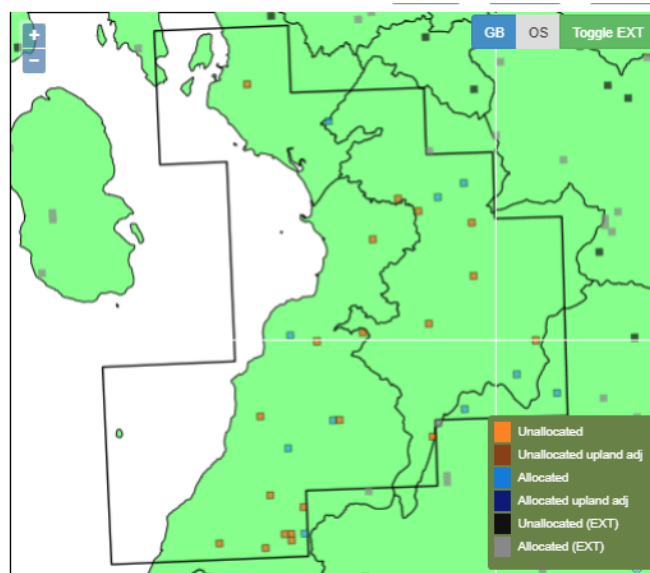 +
GB OS Toggle EXT
−
Unallocated
Unallocated upland adj
Allocated
Allocated upland adj
Unallocated (EXT)
Allocated (EXT)